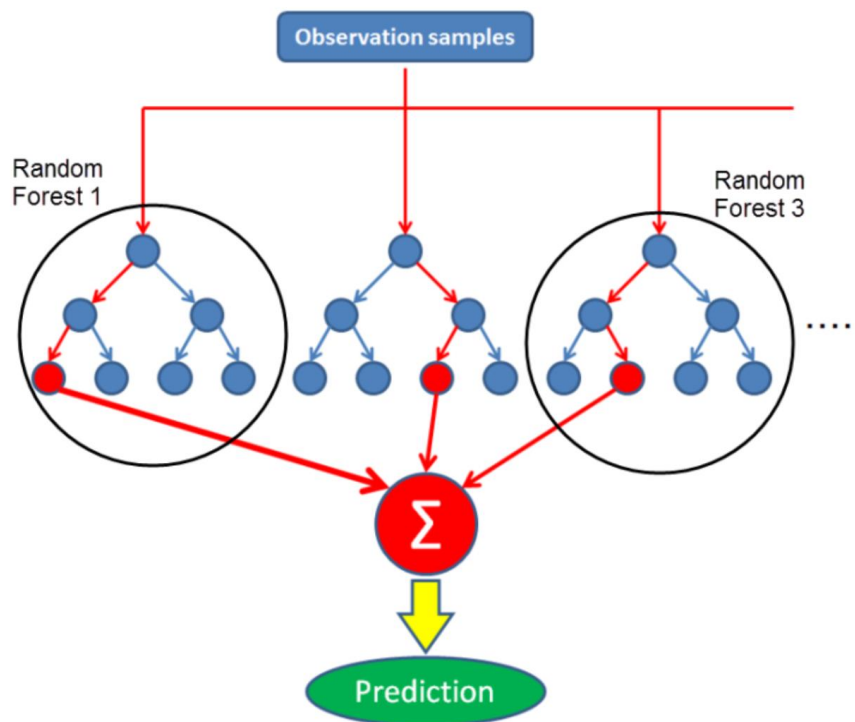 Observation samples
Random
Forest 1
Random
Forest 3
....
Σ
Prediction